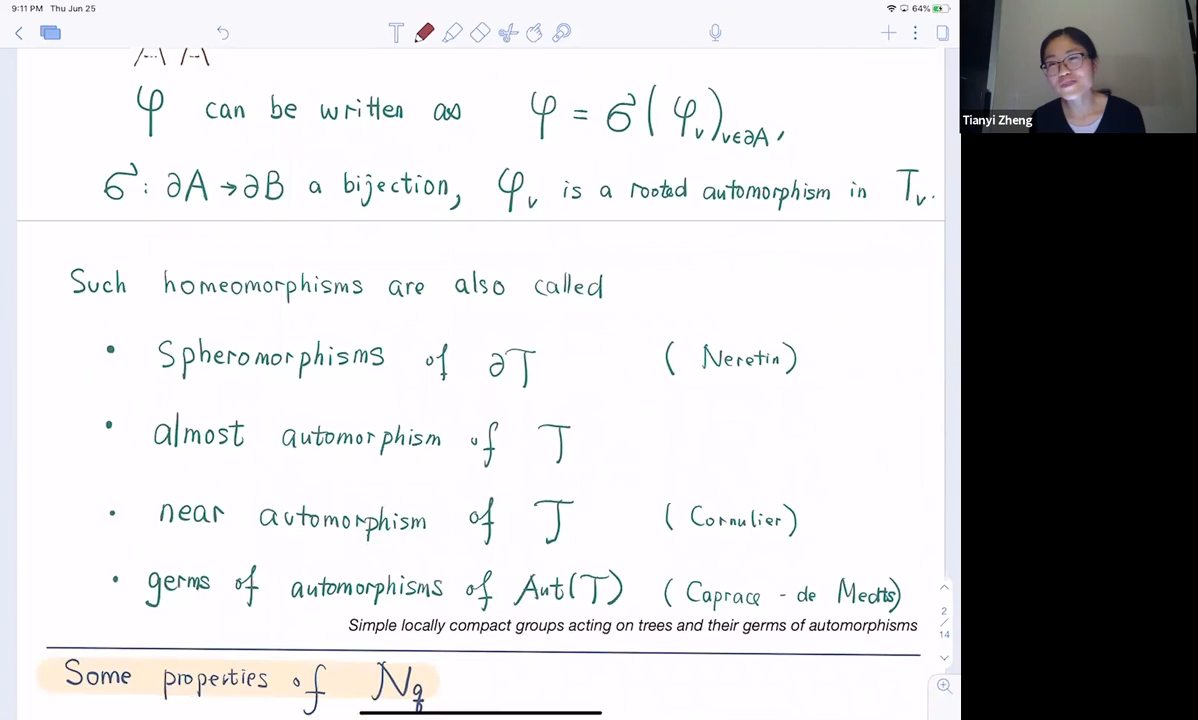 9:11 PM Thu Jun 25
64%
T
φ can be written as φ = σ(φ_v)_{v∈∂A},
σ: ∂A → ∂B a bijection, φ_v is a rooted automorphism in T_v.
Such homeomorphisms are also called
• Spheromorphisms of ∂T (Neretin)
• almost automorphism of T
• near automorphism of T (Cornulier)
• germs of automorphisms of Aut(T) (Caprace - de Medts)
Simple locally compact groups acting on trees and their germs of automorphisms
2
/
14
Some properties of N_q
Tianyi Zheng